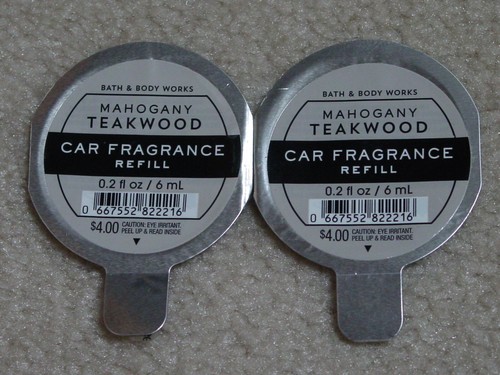 BATH & BODY WORKS
MAHOGANY
TEAKWOOD
CAR FRAGRANCE
REFILL
0.2 fl oz / 6 mL
0 667552 822216
$4.00 CAUTION: EYE IRRITANT.
PEEL UP & READ INSIDE
BATH & BODY WORKS
MAHOGANY
TEAKWOOD
CAR FRAGRANCE
REFILL
0.2 fl oz / 6 mL
0 667552 822216
$4.00 CAUTION: EYE IRRITANT.
PEEL UP & READ INSIDE